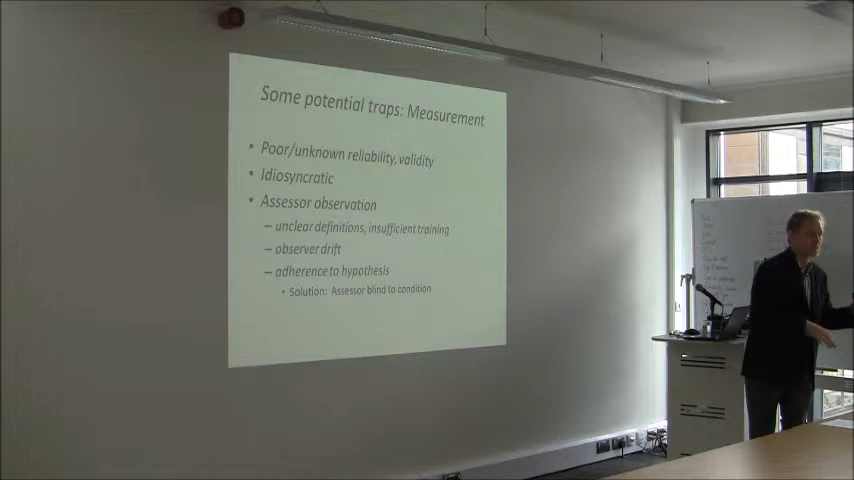 Some potential traps: Measurement
• Poor/unknown reliability, validity
• Idiosyncratic
• Assessor observation
– unclear definitions, insufficient training
– observer drift
– adherence to hypothesis
• Solution: Assessor blind to condition